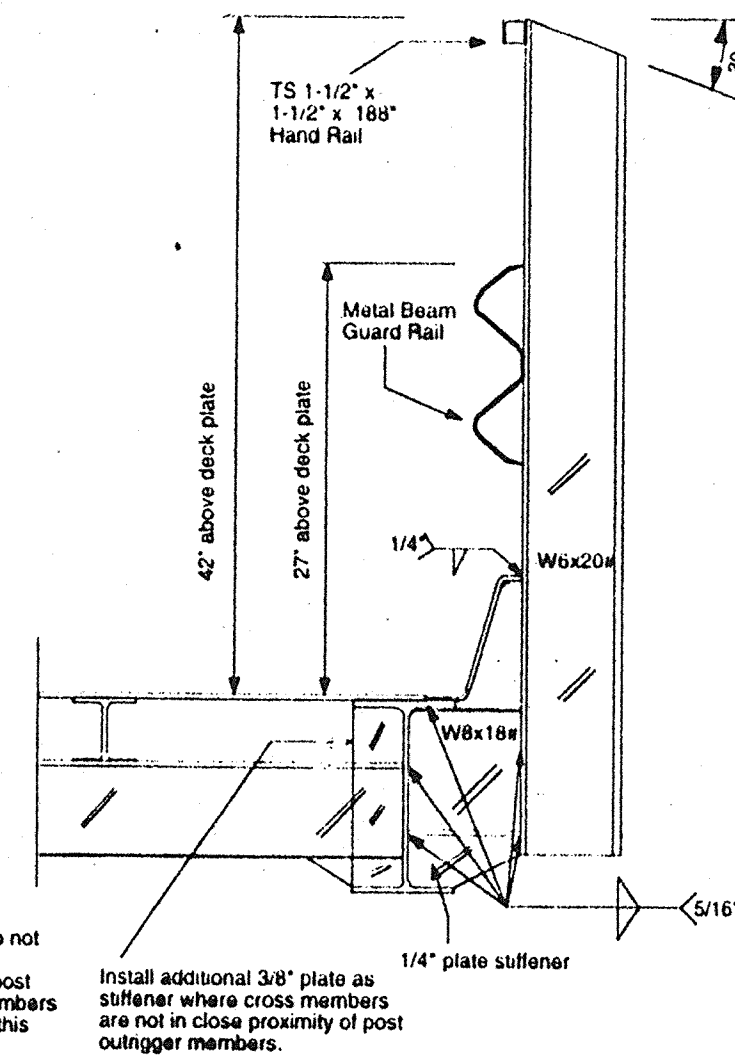 TS 1-1/2" x
1-1/2" x .188"
Hand Rail
Metal Beam
Guard Rail
42" above deck plate
27" above deck plate
1/4"
W6x20#
W8x18#
5/16"
1/4" plate stiffener
not
post
this
Install additional 3/8" plate as
stiffener where cross members
are not in close proximity of post
outrigger members.